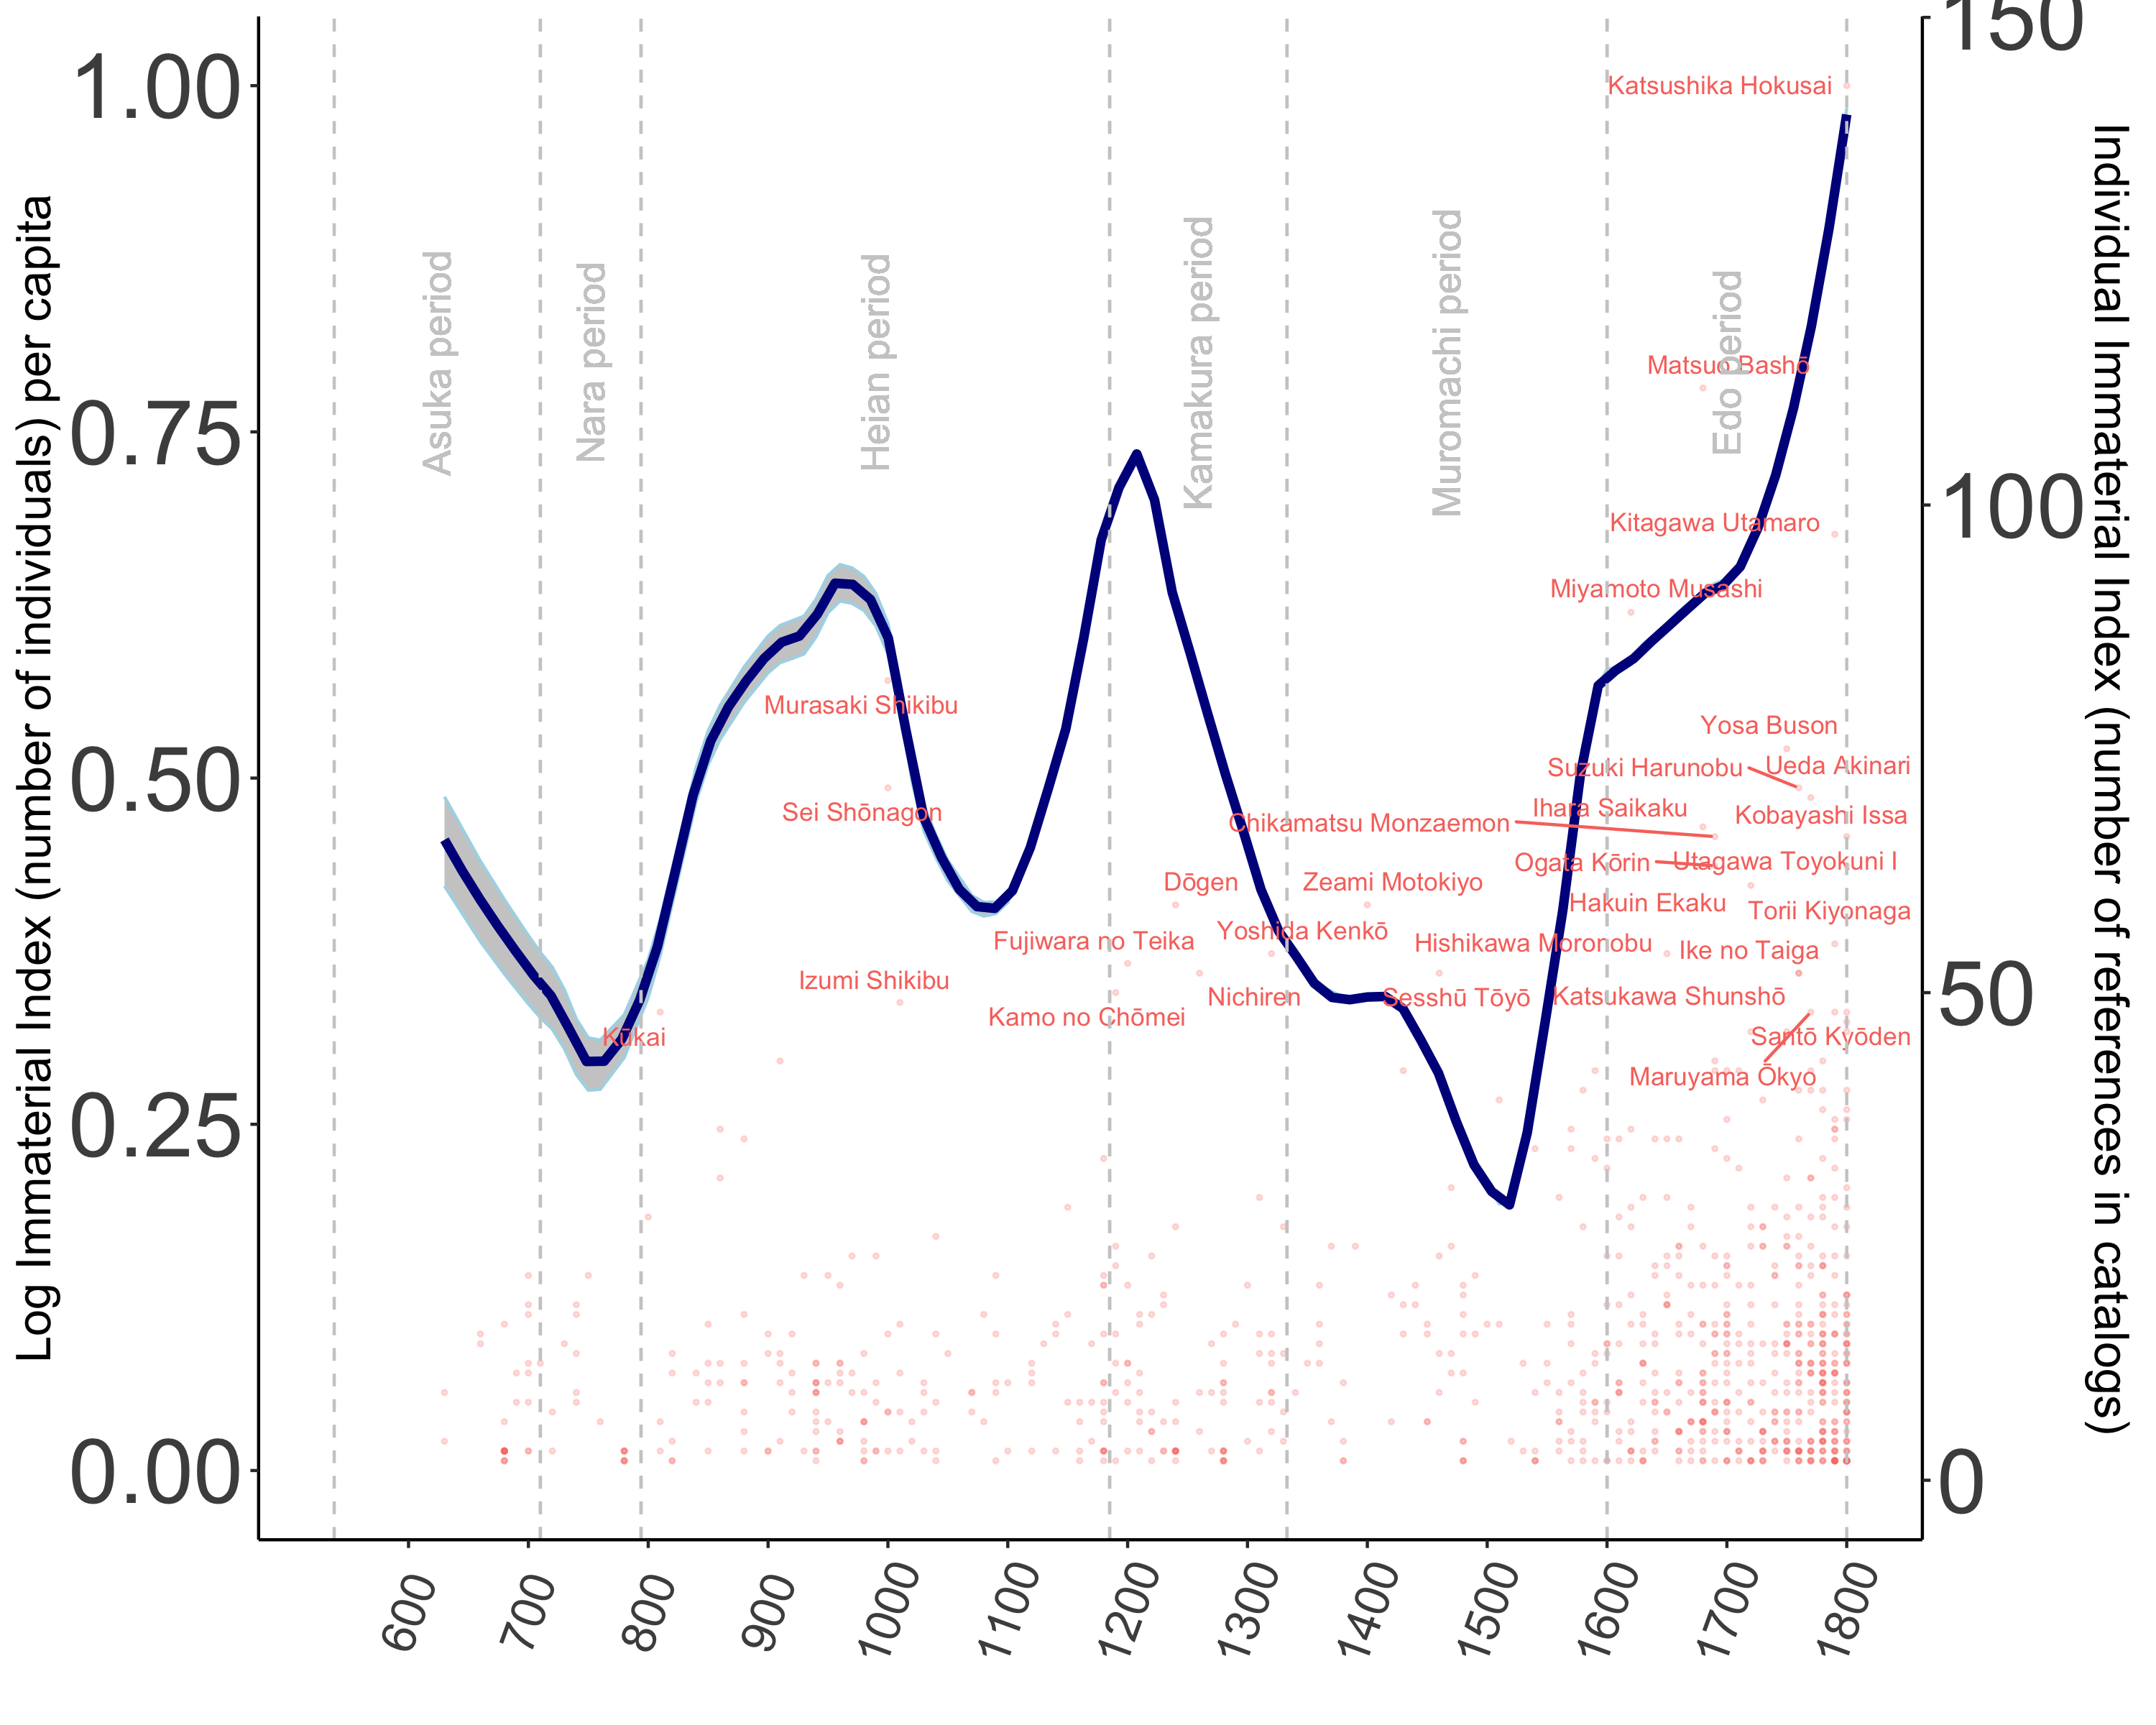 Log Immaterial Index (number of individuals) per capita
1.00
0.75
0.50
0.25
0.00
150
100
50
0
Individual Immaterial Index (number of references in catalogs)
600
700
800
900
1000
1100
1200
1300
1400
1500
1600
1700
1800
Asuka period
Nara period
Heian period
Kamakura period
Muromachi period
Edo period
Katsushika Hokusai
Matsuo Bashō
Kitagawa Utamaro
Miyamoto Musashi
Murasaki Shikibu
Yosa Buson
Suzuki Harunobu
Ueda Akinari
Ihara Saikaku
Sei Shōnagon
Chikamatsu Monzaemon
Kobayashi Issa
Ogata Kōrin
Utagawa Toyokuni I
Dōgen
Zeami Motokiyo
Hakuin Ekaku
Torii Kiyonaga
Fujiwara no Teika
Yoshida Kenkō
Hishikawa Moronobu
Ike no Taiga
Izumi Shikibu
Nichiren
Sesshū Tōyō
Katsukawa Shunshō
Kamo no Chōmei
Kūkai
Santō Kyōden
Maruyama Ōkyo